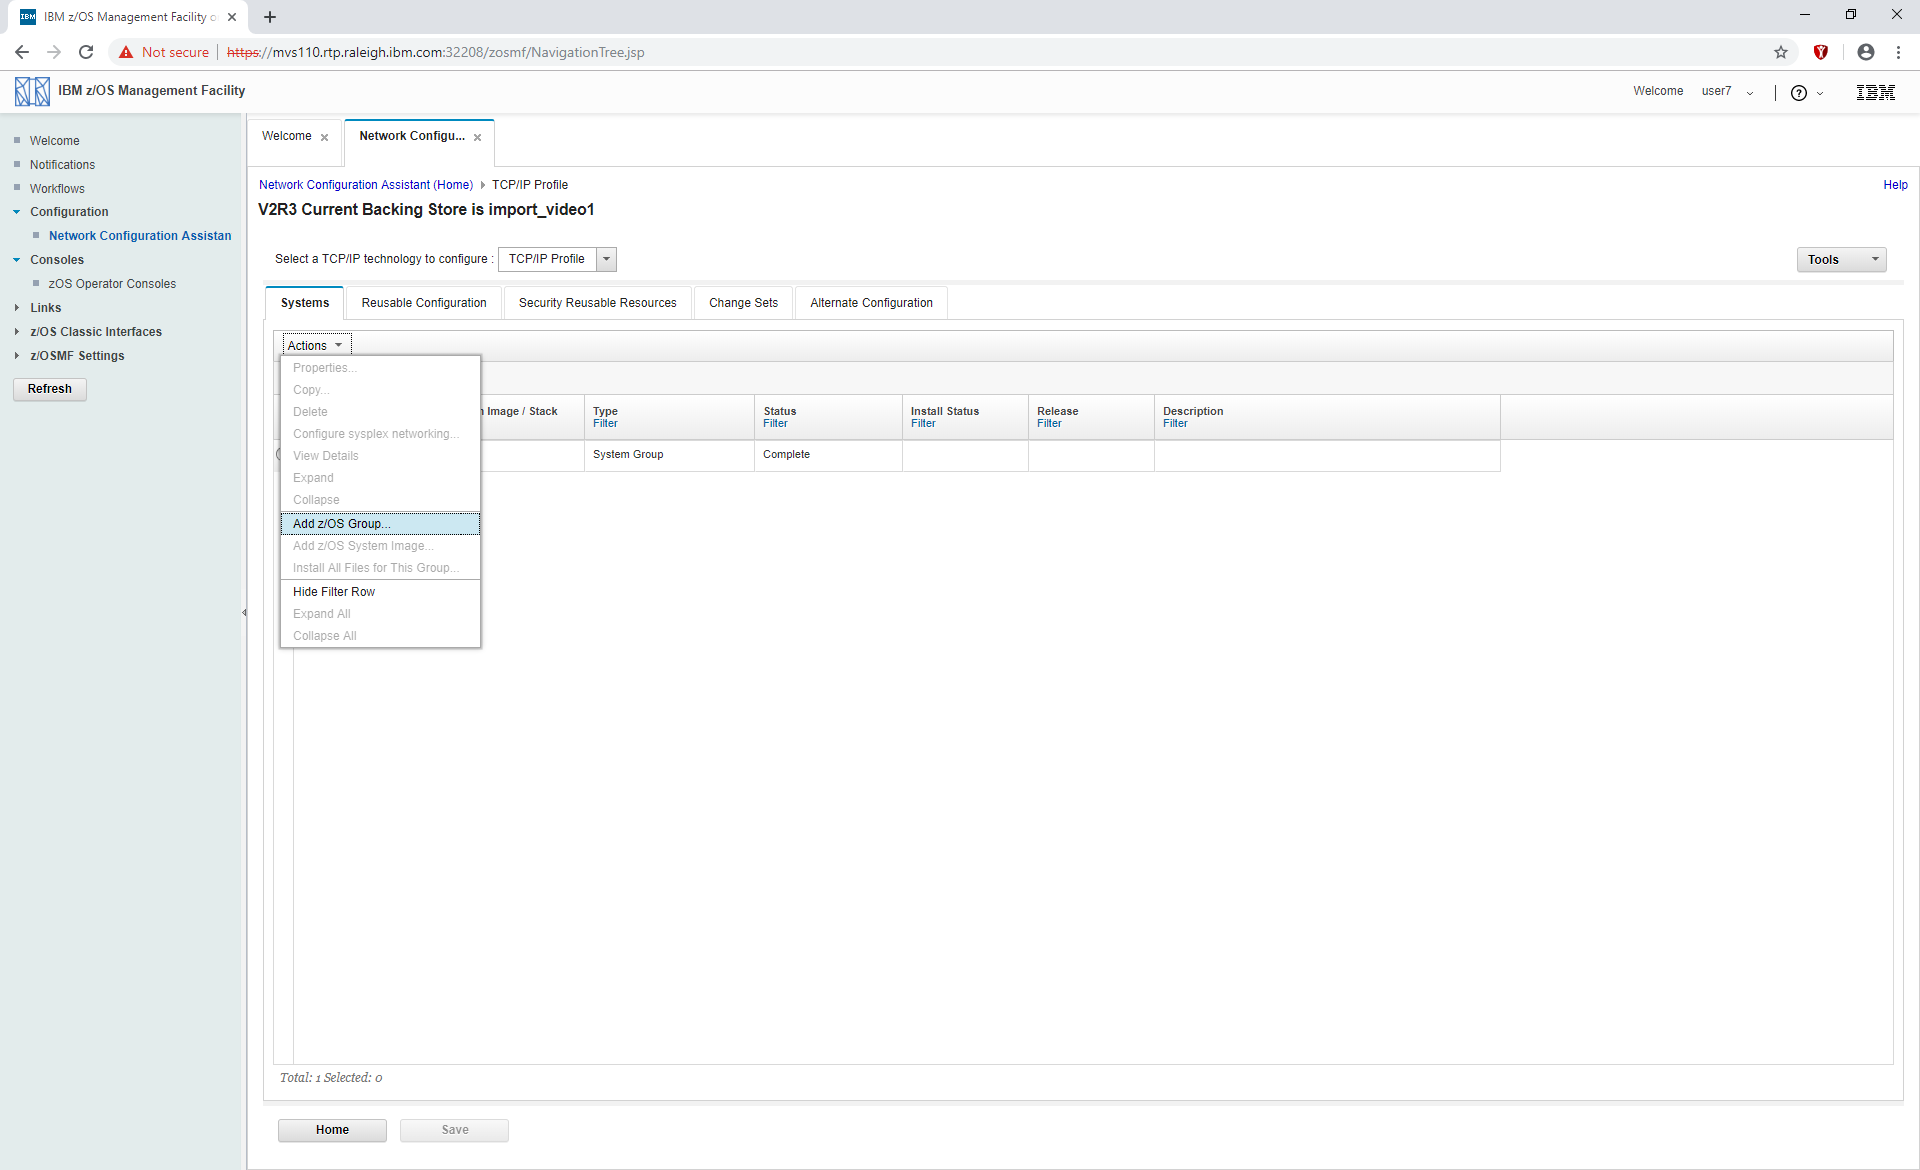 IBM IBM z/OS Management Facility o
Not secure https://mvs110.rtp.raleigh.ibm.com:32208/zosmf/NavigationTree.jsp
IBM z/OS Management Facility
Welcome user7
IBM
Welcome
Notifications
Workflows
Configuration
Network Configuration Assistan
Consoles
zOS Operator Consoles
Links
z/OS Classic Interfaces
z/OSMF Settings
Refresh
Welcome
Network Configu...
Network Configuration Assistant (Home) TCP/IP Profile
Help
V2R3 Current Backing Store is import_video1
Select a TCP/IP technology to configure : TCP/IP Profile
Tools
Systems Reusable Configuration Security Reusable Resources Change Sets Alternate Configuration
Actions
Properties...
Copy...
Delete
Configure sysplex networking...
View Details
Expand
Collapse
Add z/OS Group...
Add z/OS System Image...
Install All Files for This Group...
Hide Filter Row
Expand All
Collapse All
Image / Stack Type Status Install Status Release Description
Filter Filter Filter Filter Filter
System Group Complete
Total: 1 Selected: 0
Home Save